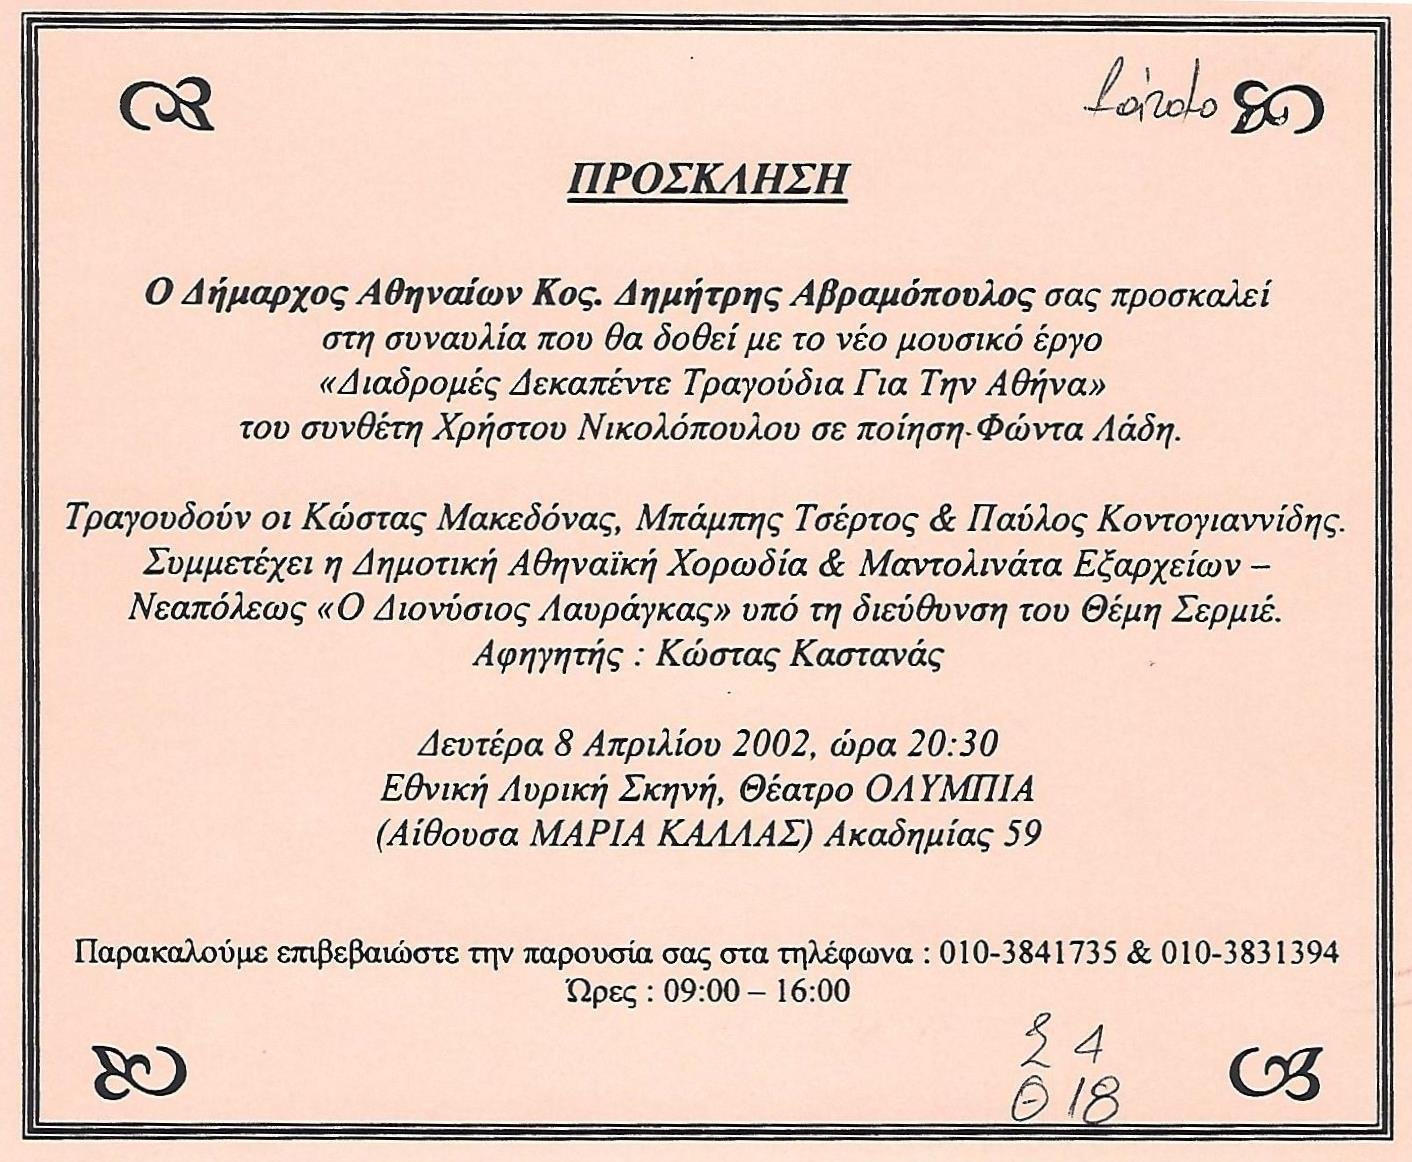 ΠΡΟΣΚΛΗΣΗ
Ο Δήμαρχος Αθηναίων Κος. Δημήτρης Αβραμόπουλος σας προσκαλεί
στη συναυλία που θα δοθεί με το νέο μουσικό έργο
«Διαδρομές Δεκαπέντε Τραγούδια Για Την Αθήνα»
του συνθέτη Χρήστου Νικολόπουλου σε ποίηση Φώντα Λάδη.
Τραγουδούν οι Κώστας Μακεδόνας, Μπάμπης Τσέρτος & Παύλος Κοντογιαννίδης.
Συμμετέχει η Δημοτική Αθηναϊκή Χορωδία & Μαντολινάτα Εξαρχείων –
Νεαπόλεως «Ο Διονύσιος Λαυράγκας» υπό τη διεύθυνση του Θέμη Σερμιέ.
Αφηγητής : Κώστας Καστανάς
Δευτέρα 8 Απριλίου 2002, ώρα 20:30
Εθνική Λυρική Σκηνή, Θέατρο ΟΛΥΜΠΙΑ
(Αίθουσα ΜΑΡΙΑ ΚΑΛΛΑΣ) Ακαδημίας 59
Παρακαλούμε επιβεβαιώστε την παρουσία σας στα τηλέφωνα : 010-3841735 & 010-3831394
Ώρες : 09:00 – 16:00
Σ 4
Θ 18